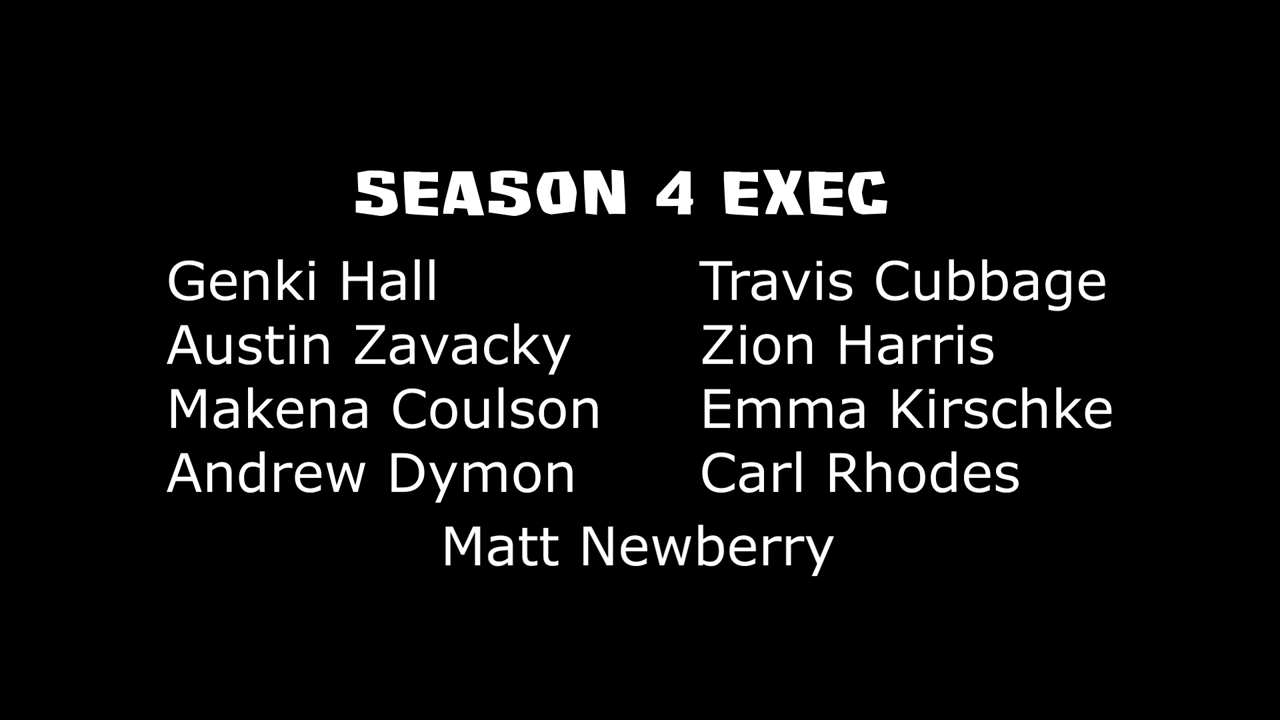 SEASON 4 EXEC
Genki Hall
Austin Zavacky
Makena Coulson
Andrew Dymon
Travis Cubbage
Zion Harris
Emma Kirschke
Carl Rhodes
Matt Newberry